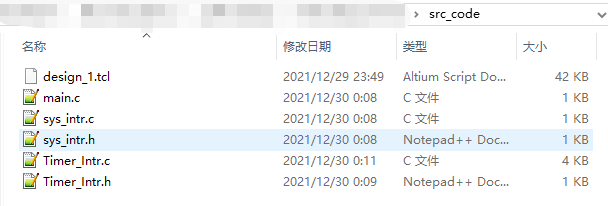 src_code
名称 修改日期 类型 大小
design_1.tcl 2021/12/29 23:49 Altium Script Do... 42 KB
main.c 2021/12/30 0:08 C 文件 1 KB
sys_intr.c 2021/12/30 0:08 C 文件 1 KB
sys_intr.h 2021/12/30 0:08 Notepad++ Doc... 1 KB
Timer_Intr.c 2021/12/30 0:11 C 文件 4 KB
Timer_Intr.h 2021/12/30 0:09 Notepad++ Doc... 1 KB